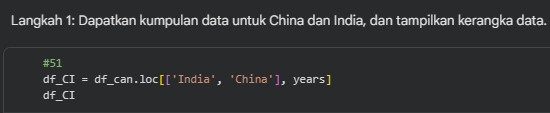 Langkah 1: Dapatkan kumpulan data untuk China dan India, dan tampilkan kerangka data.
#51
df_CI = df_can.loc[['India', 'China'], years]
df_CI